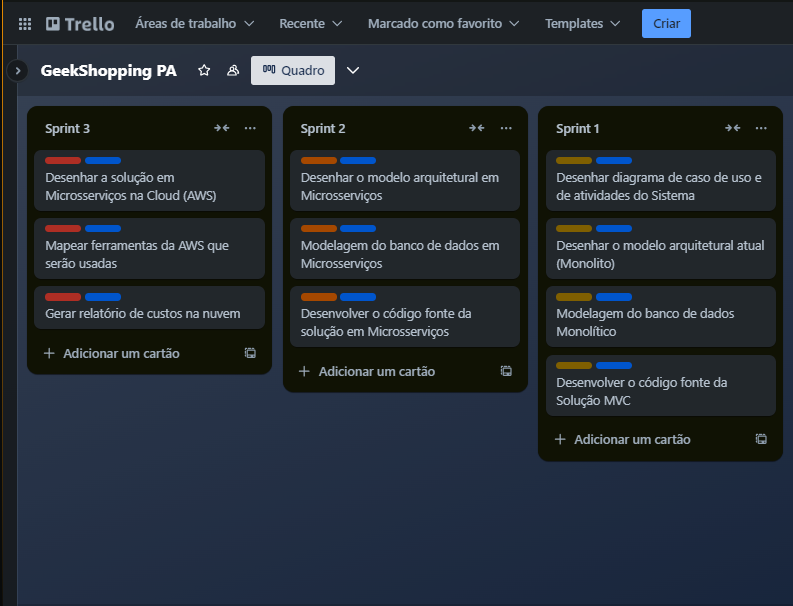 Trello
Áreas de trabalho
Recente
Marcado como favorito
Templates
Criar
GeekShopping PA
Quadro
Sprint 3
Desenhar a solução em
Microsserviços na Cloud (AWS)
Mapear ferramentas da AWS que
serão usadas
Gerar relatório de custos na nuvem
Adicionar um cartão
Sprint 2
Desenhar o modelo arquitetural em
Microsserviços
Modelagem do banco de dados em
Microsserviços
Desenvolver o código fonte da
solução em Microsserviços
Adicionar um cartão
Sprint 1
Desenhar diagrama de caso de uso e
de atividades do Sistema
Desenhar o modelo arquitetural atual
(Monolito)
Modelagem do banco de dados
Monolítico
Desenvolver o código fonte da
Solução MVC
Adicionar um cartão